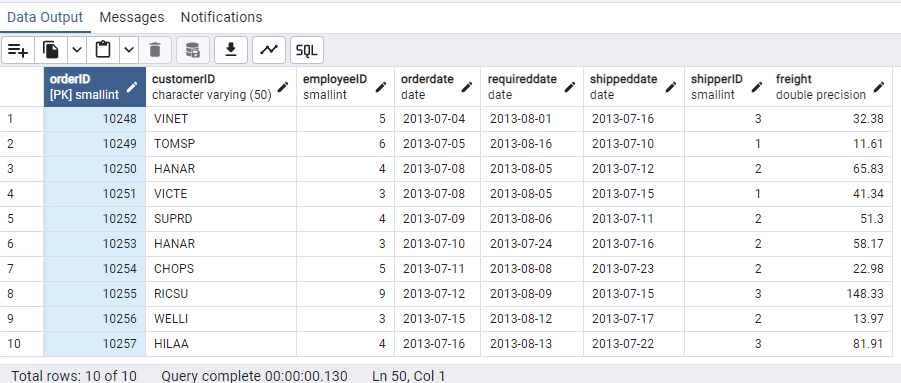 Data Output Messages Notifications
SQL
orderID customerID employeeID orderdate requireddate shippeddate shipperID freight
[PK] smallint character varying (50) smallint date date date smallint double precision
1 10248 VINET 5 2013-07-04 2013-08-01 2013-07-16 3 32.38
2 10249 TOMSP 6 2013-07-05 2013-08-16 2013-07-10 1 11.61
3 10250 HANAR 4 2013-07-08 2013-08-05 2013-07-12 2 65.83
4 10251 VICTE 3 2013-07-08 2013-08-05 2013-07-15 1 41.34
5 10252 SUPRD 4 2013-07-09 2013-08-06 2013-07-11 2 51.3
6 10253 HANAR 3 2013-07-10 2013-07-24 2013-07-16 2 58.17
7 10254 CHOPS 5 2013-07-11 2013-08-08 2013-07-23 2 22.98
8 10255 RICSU 9 2013-07-12 2013-08-09 2013-07-15 3 148.33
9 10256 WELLI 3 2013-07-15 2013-08-12 2013-07-17 2 13.97
10 10257 HILAA 4 2013-07-16 2013-08-13 2013-07-22 3 81.91
Total rows: 10 of 10 Query complete 00:00:00.130 Ln 50, Col 1